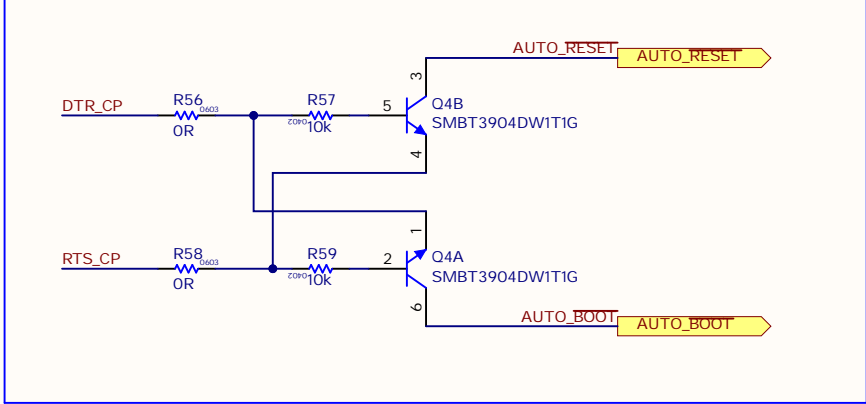 AUTO_RESET
AUTO_RESET
3
DTR_CP
R56
0603
0R
R57
0402
10k
5
Q4B
SMBT3904DW1T1G
4
1
RTS_CP
R58
0603
0R
R59
0402
10k
2
Q4A
SMBT3904DW1T1G
6
AUTO_BOOT
AUTO_BOOT